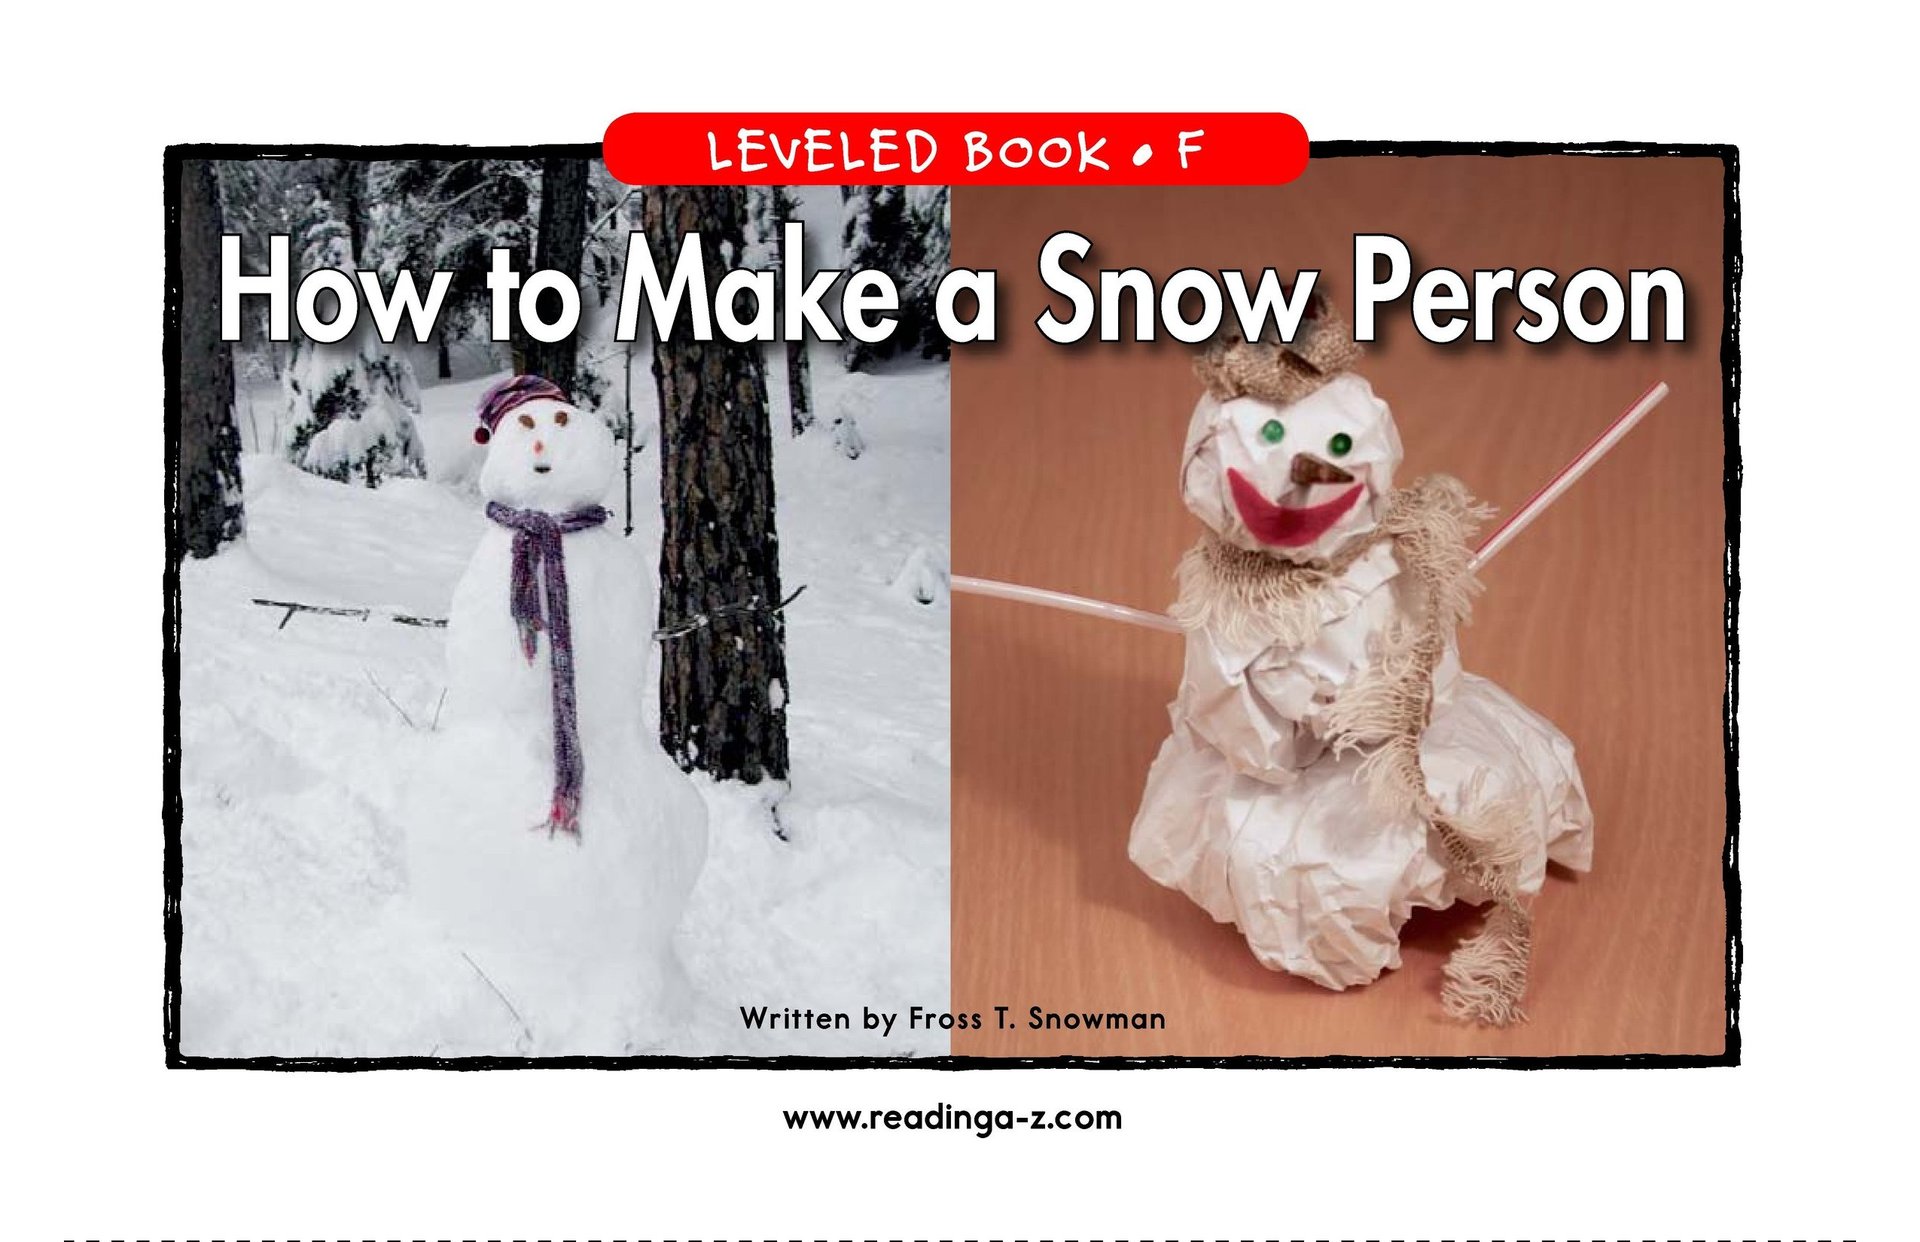 LEVELED BOOK • F
How to Make a Snow Person
Written by Fross T. Snowman
www.readinga-z.com